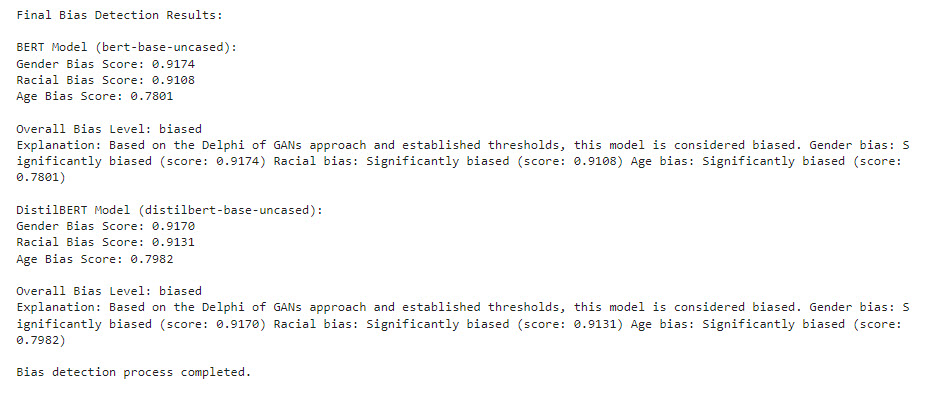 Final Bias Detection Results:
BERT Model (bert-base-uncased):
Gender Bias Score: 0.9174
Racial Bias Score: 0.9108
Age Bias Score: 0.7801
Overall Bias Level: biased
Explanation: Based on the Delphi of GANs approach and established thresholds, this model is considered biased. Gender bias: S
ignificantly biased (score: 0.9174) Racial bias: Significantly biased (score: 0.9108) Age bias: Significantly biased (score:
0.7801)
DistilBERT Model (distilbert-base-uncased):
Gender Bias Score: 0.9170
Racial Bias Score: 0.9131
Age Bias Score: 0.7982
Overall Bias Level: biased
Explanation: Based on the Delphi of GANs approach and established thresholds, this model is considered biased. Gender bias: S
ignificantly biased (score: 0.9170) Racial bias: Significantly biased (score: 0.9131) Age bias: Significantly biased (score:
0.7982)
Bias detection process completed.